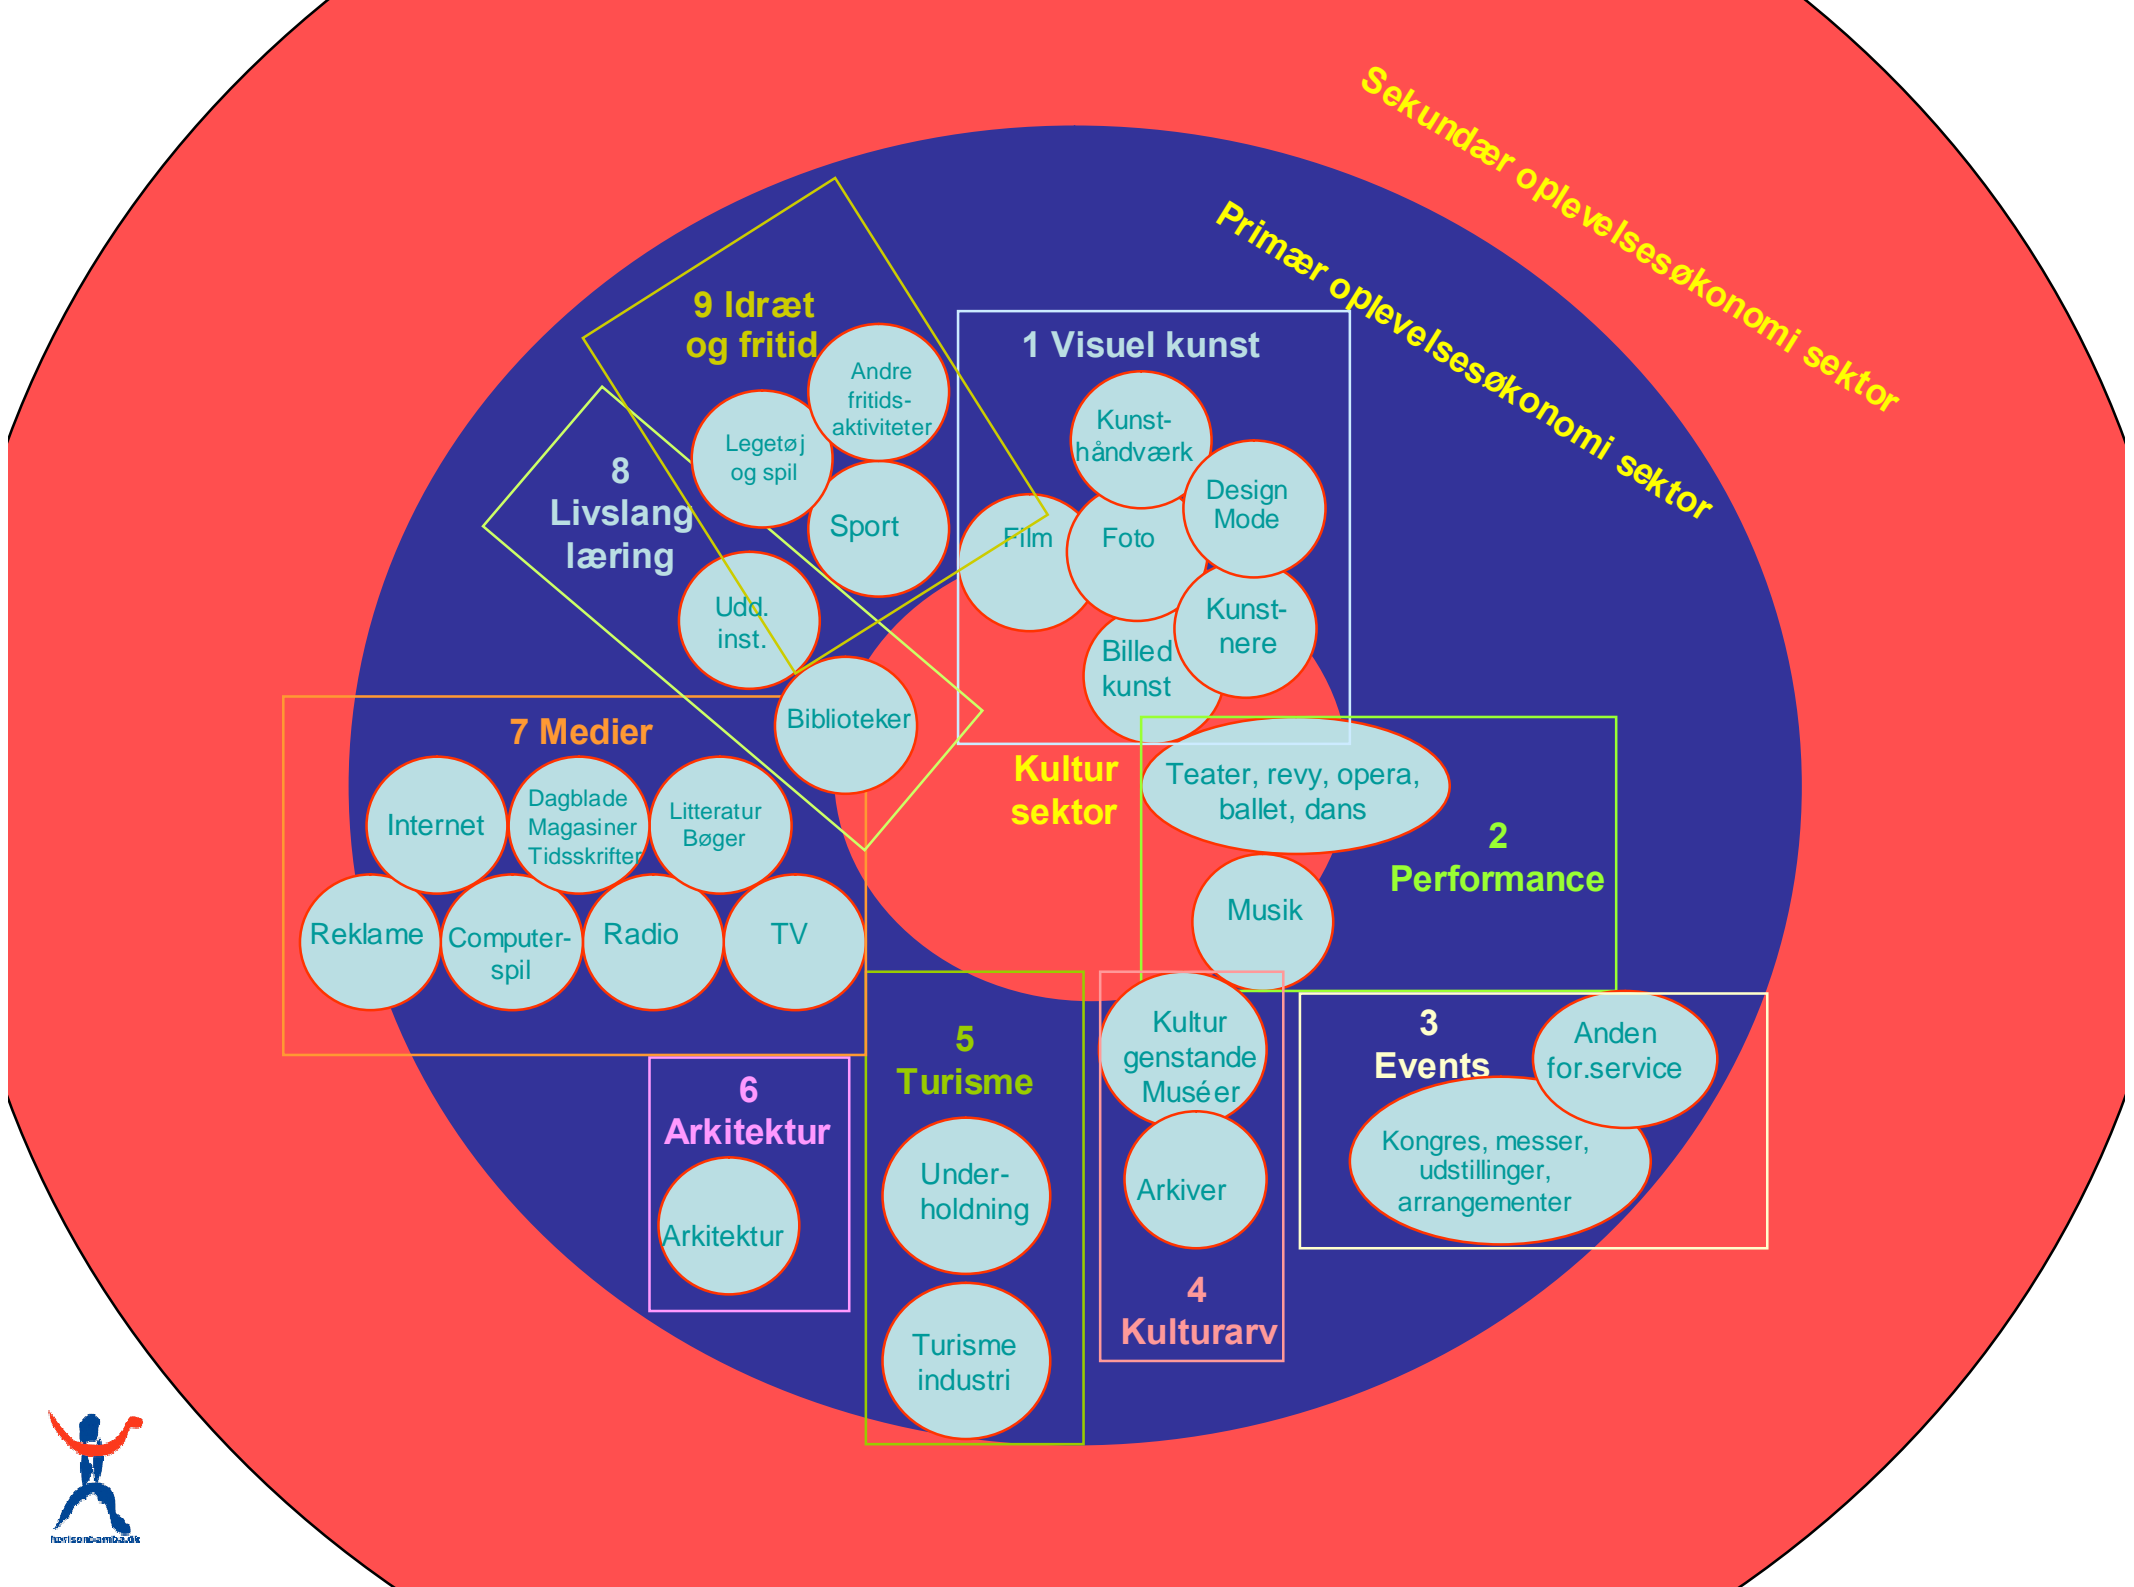 Sekundær oplevelsesøkonomi sektor
Primær oplevelsesøkonomi sektor
9 Idræt
og fritid
Andre
fritids-
aktiviteter
Legetøj
og spil
Sport
1 Visuel kunst
Kunst-
håndværk
Design
Mode
Film
Foto
Kunst-
nere
Billed
kunst
8
Livslang
læring
Udd.
inst.
Biblioteker
7 Medier
Internet
Dagblade
Magasiner
Tidsskrifter
Litteratur
Bøger
Reklame
Computer-
spil
Radio
TV
Kultur
sektor
Teater, revy, opera,
ballet, dans
2
Performance
Musik
3
Events
Anden
for.service
Kongres, messer,
udstillinger,
arrangementer
Kultur
genstande
Muséer
Arkiver
4
Kulturarv
5
Turisme
Under-
holdning
Turisme
industri
6
Arkitektur
Arkitektur